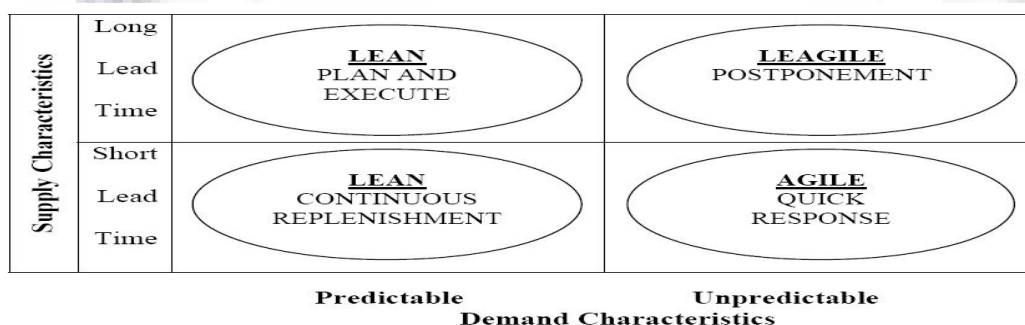 Supply Characteristics
Long
Lead
Time
LEAN
PLAN AND
EXECUTE
LEAGILE
POSTPONEMENT
Short
Lead
Time
LEAN
CONTINUOUS
REPLENISHMENT
AGILE
QUICK
RESPONSE
Predictable
Unpredictable
Demand Characteristics